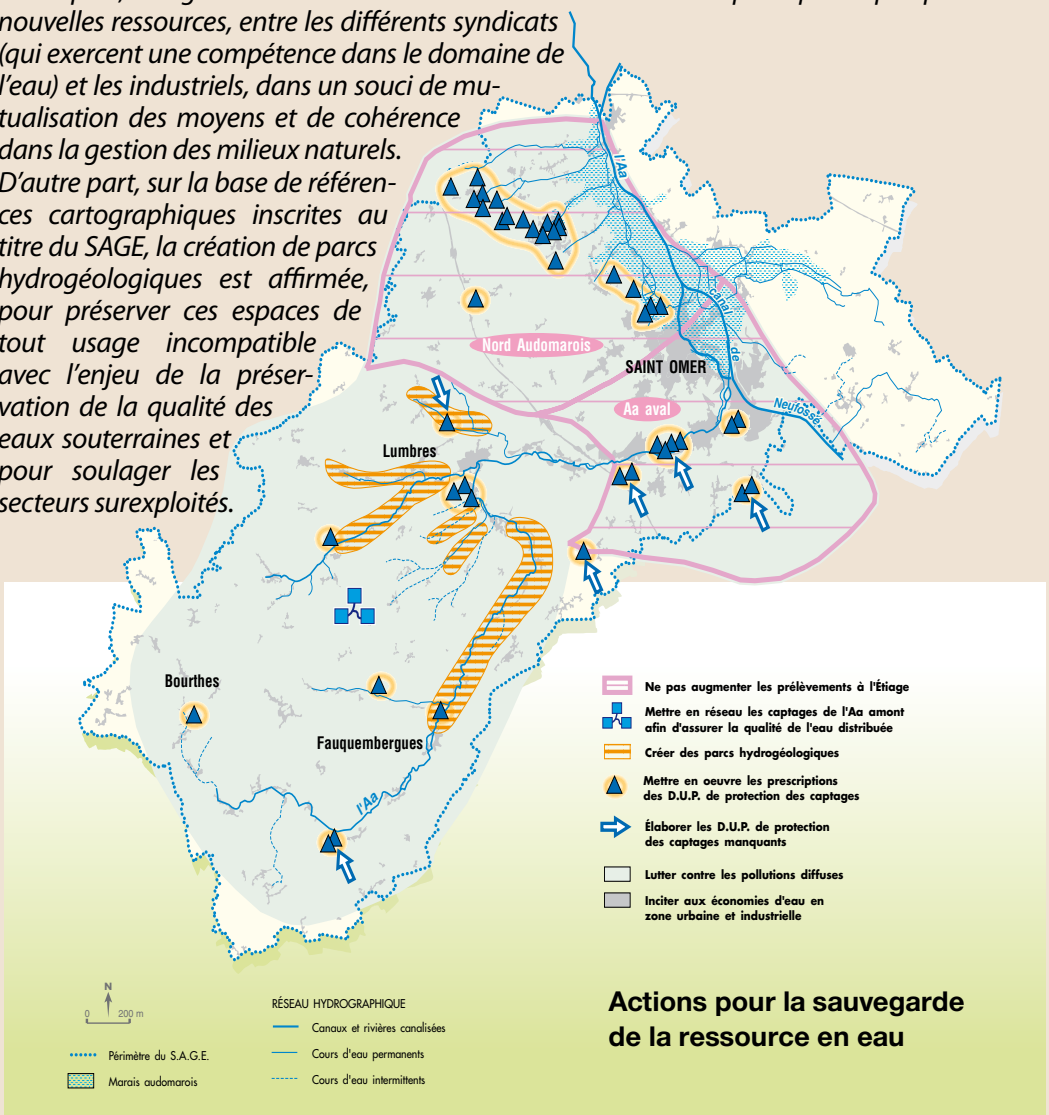 nouvelles ressources, entre les différents syndicats
(qui exercent une compétence dans le domaine de
l'eau) et les industriels, dans un souci de mu-
tualisation des moyens et de cohérence
dans la gestion des milieux naturels.
D'autre part, sur la base de référen-
ces cartographiques inscrites au
titre du SAGE, la création de parcs
hydrogéologiques est affirmée,
pour préserver ces espaces de
tout usage incompatible
avec l'enjeu de la préser-
vation de la qualité des
eaux souterraines et
pour soulager les
secteurs surexploités.
l'Aa
Nord Audomarois
canal de
SAINT OMER
Aa aval
Neufossé
Lumbres
Bourthes
Fauquembergues
l'Aa
Ne pas augmenter les prélèvements à l'Étiage
Mettre en réseau les captages de l'Aa amont
afin d'assurer la qualité de l'eau distribuée
Créer des parcs hydrogéologiques
Mettre en oeuvre les prescriptions
des D.U.P. de protection des captages
Élaborer les D.U.P. de protection
des captages manquants
Lutter contre les pollutions diffuses
Inciter aux économies d'eau en
zone urbaine et industrielle
N
0 200 m
Périmètre du S.A.G.E.
Marais audomarois
RÉSEAU HYDROGRAPHIQUE
Canaux et rivières canalisées
Cours d'eau permanents
Cours d'eau intermittents
Actions pour la sauvegarde
de la ressource en eau